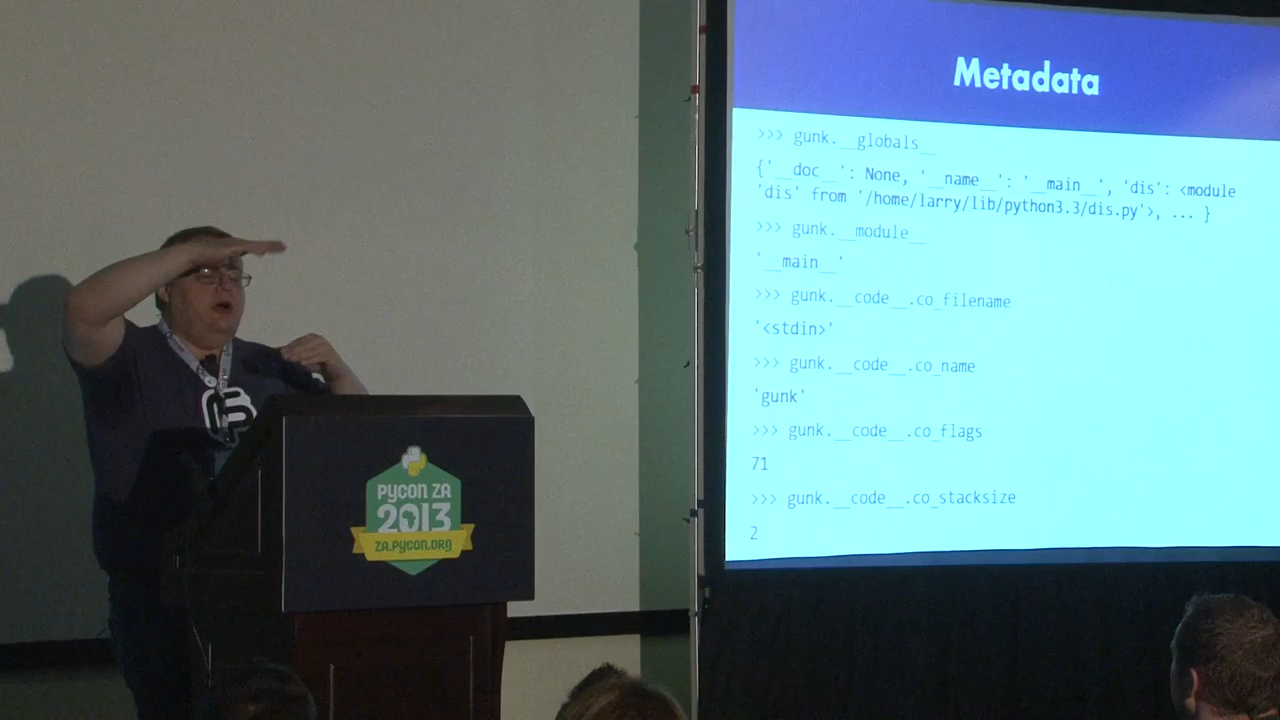 Metadata
>>> gunk.__globals__
{'__doc__': None, '__name__': '__main__', 'dis': <module
'dis' from '/home/larry/lib/python3.3/dis.py'>, ... }
>>> gunk.__module__
'__main__'
>>> gunk.__code__.co_filename
'<stdin>'
>>> gunk.__code__.co_name
'gunk'
>>> gunk.__code__.co_flags
71
>>> gunk.__code__.co_stacksize
2
PYCON ZA
2013
ZA.PYCON.ORG